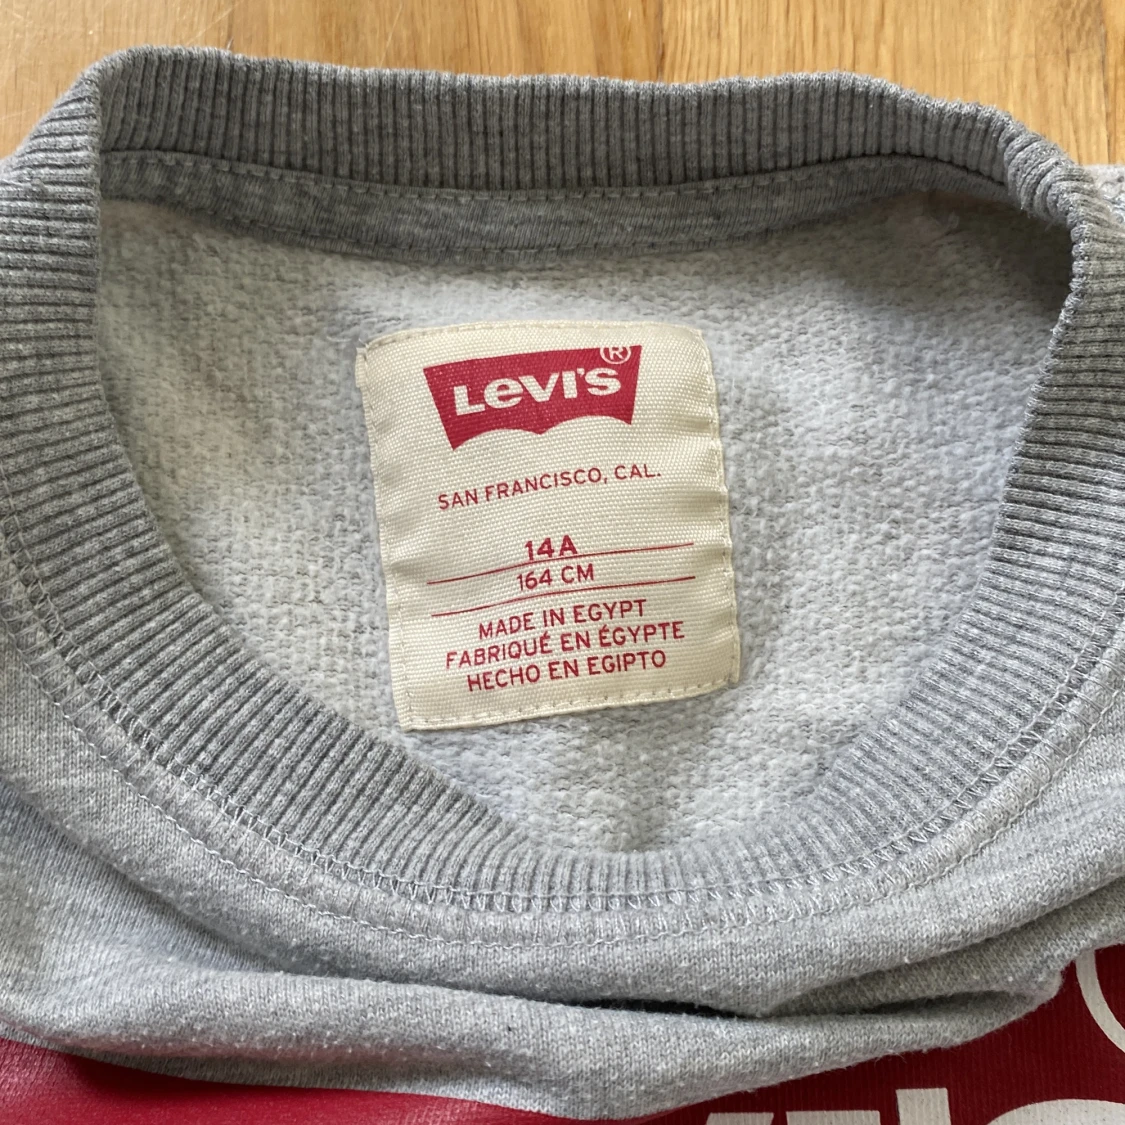 LEVI'S®
SAN FRANCISCO, CAL.
14A
164 CM
MADE IN EGYPT
FABRIQUÉ EN ÉGYPTE
HECHO EN EGIPTO